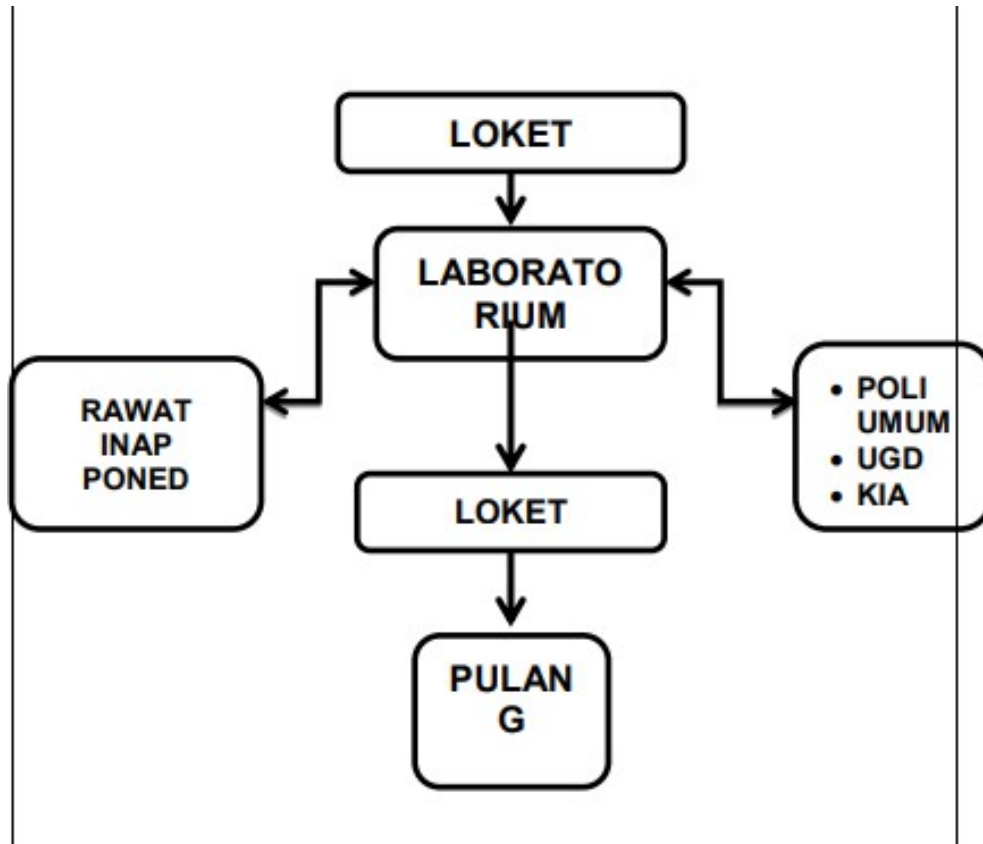 LOKET
LABORATO
RIUM
RAWAT
INAP
PONED
• POLI
UMUM
• UGD
• KIA
LOKET
PULAN
G